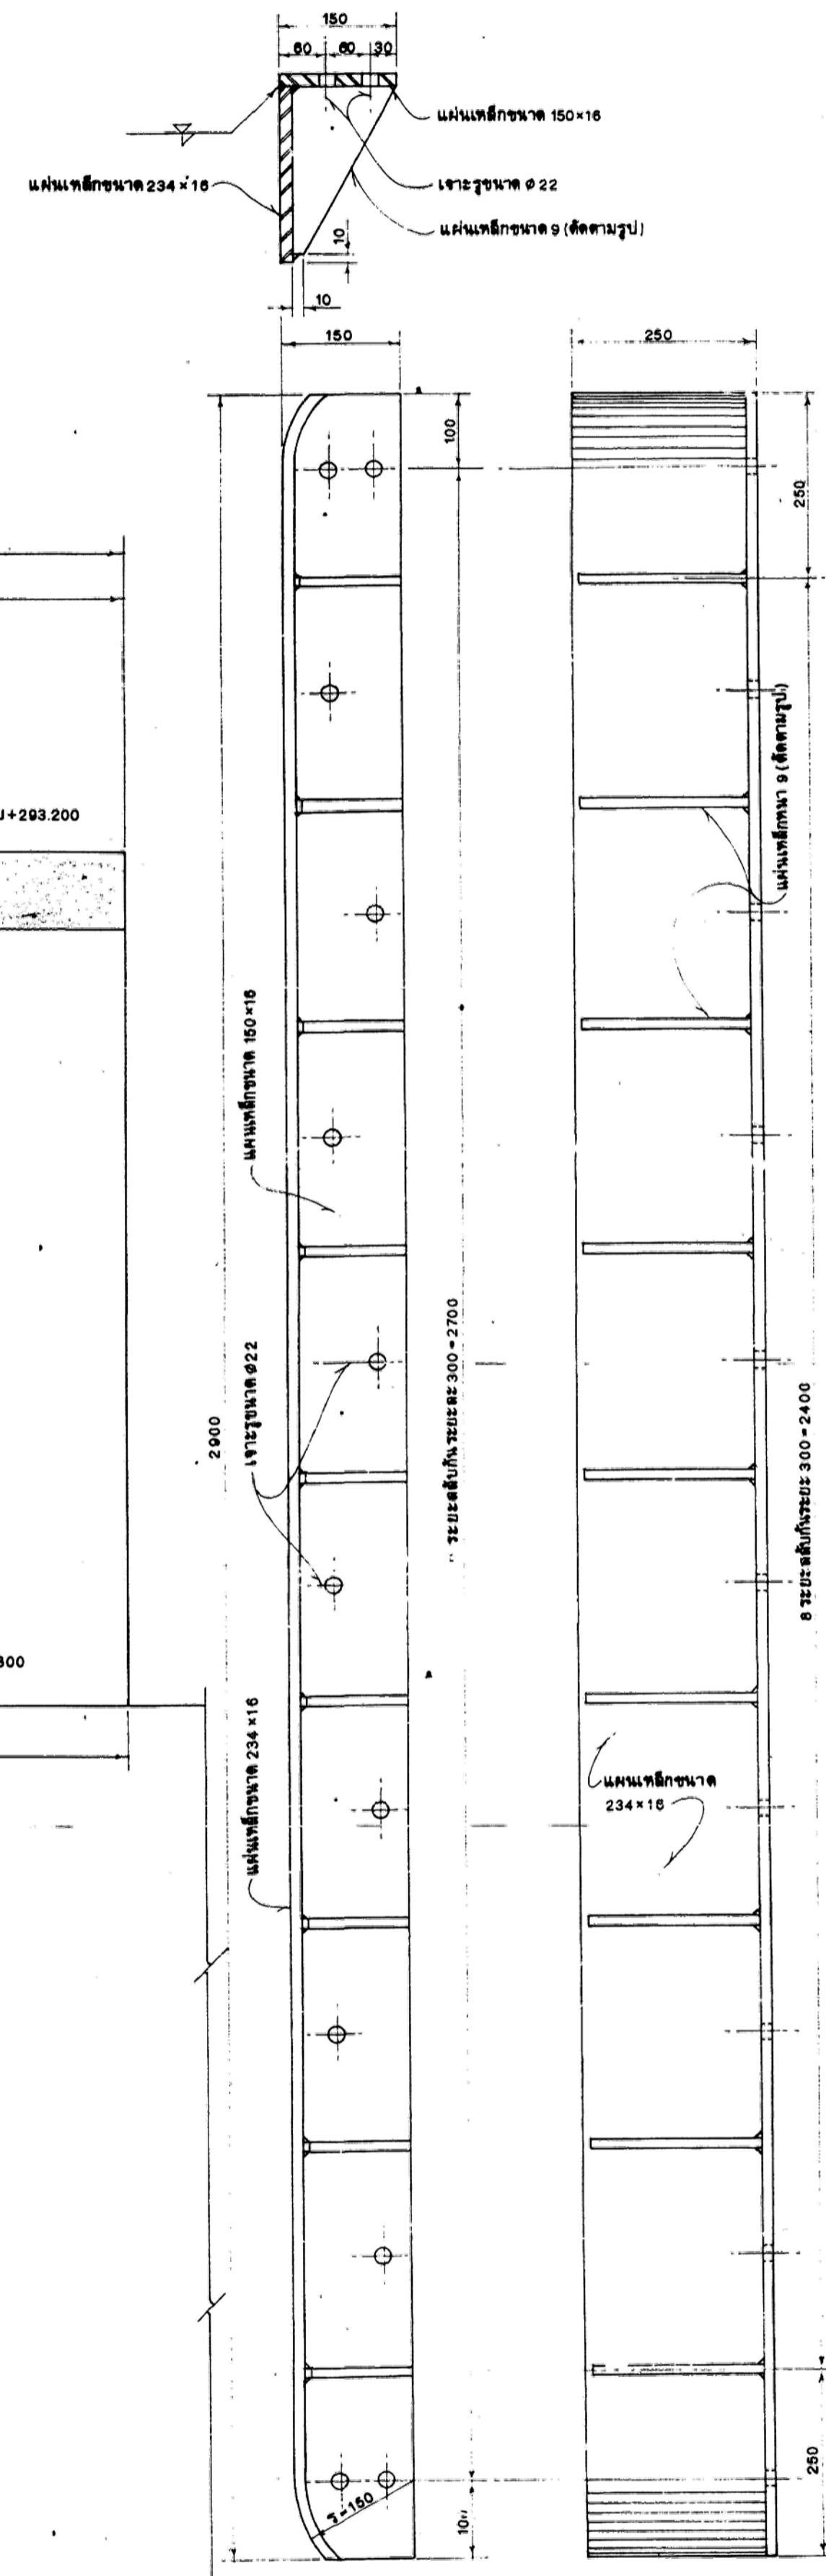 150
60 60 30
แผ่นเหล็กขนาด 150×16
แผ่นเหล็กขนาด 234×16
เจาะรูขนาด ø 22
แผ่นเหล็กขนาด 9 (ตัดตามรูป)
10
10
150
250
100
250
+293.200
แผ่นเหล็กหนา 9 (ตัดตามรูป)
แผ่นเหล็กขนาด 150×16
ระยะสลับกันระยะละ 300=2700
เจาะรูขนาด ø22
2900
8 ระยะสลับกันระยะ 300=2400
แผ่นเหล็กขนาด 234×16
แผ่นเหล็กขนาด
234×16
ร=150
100
250